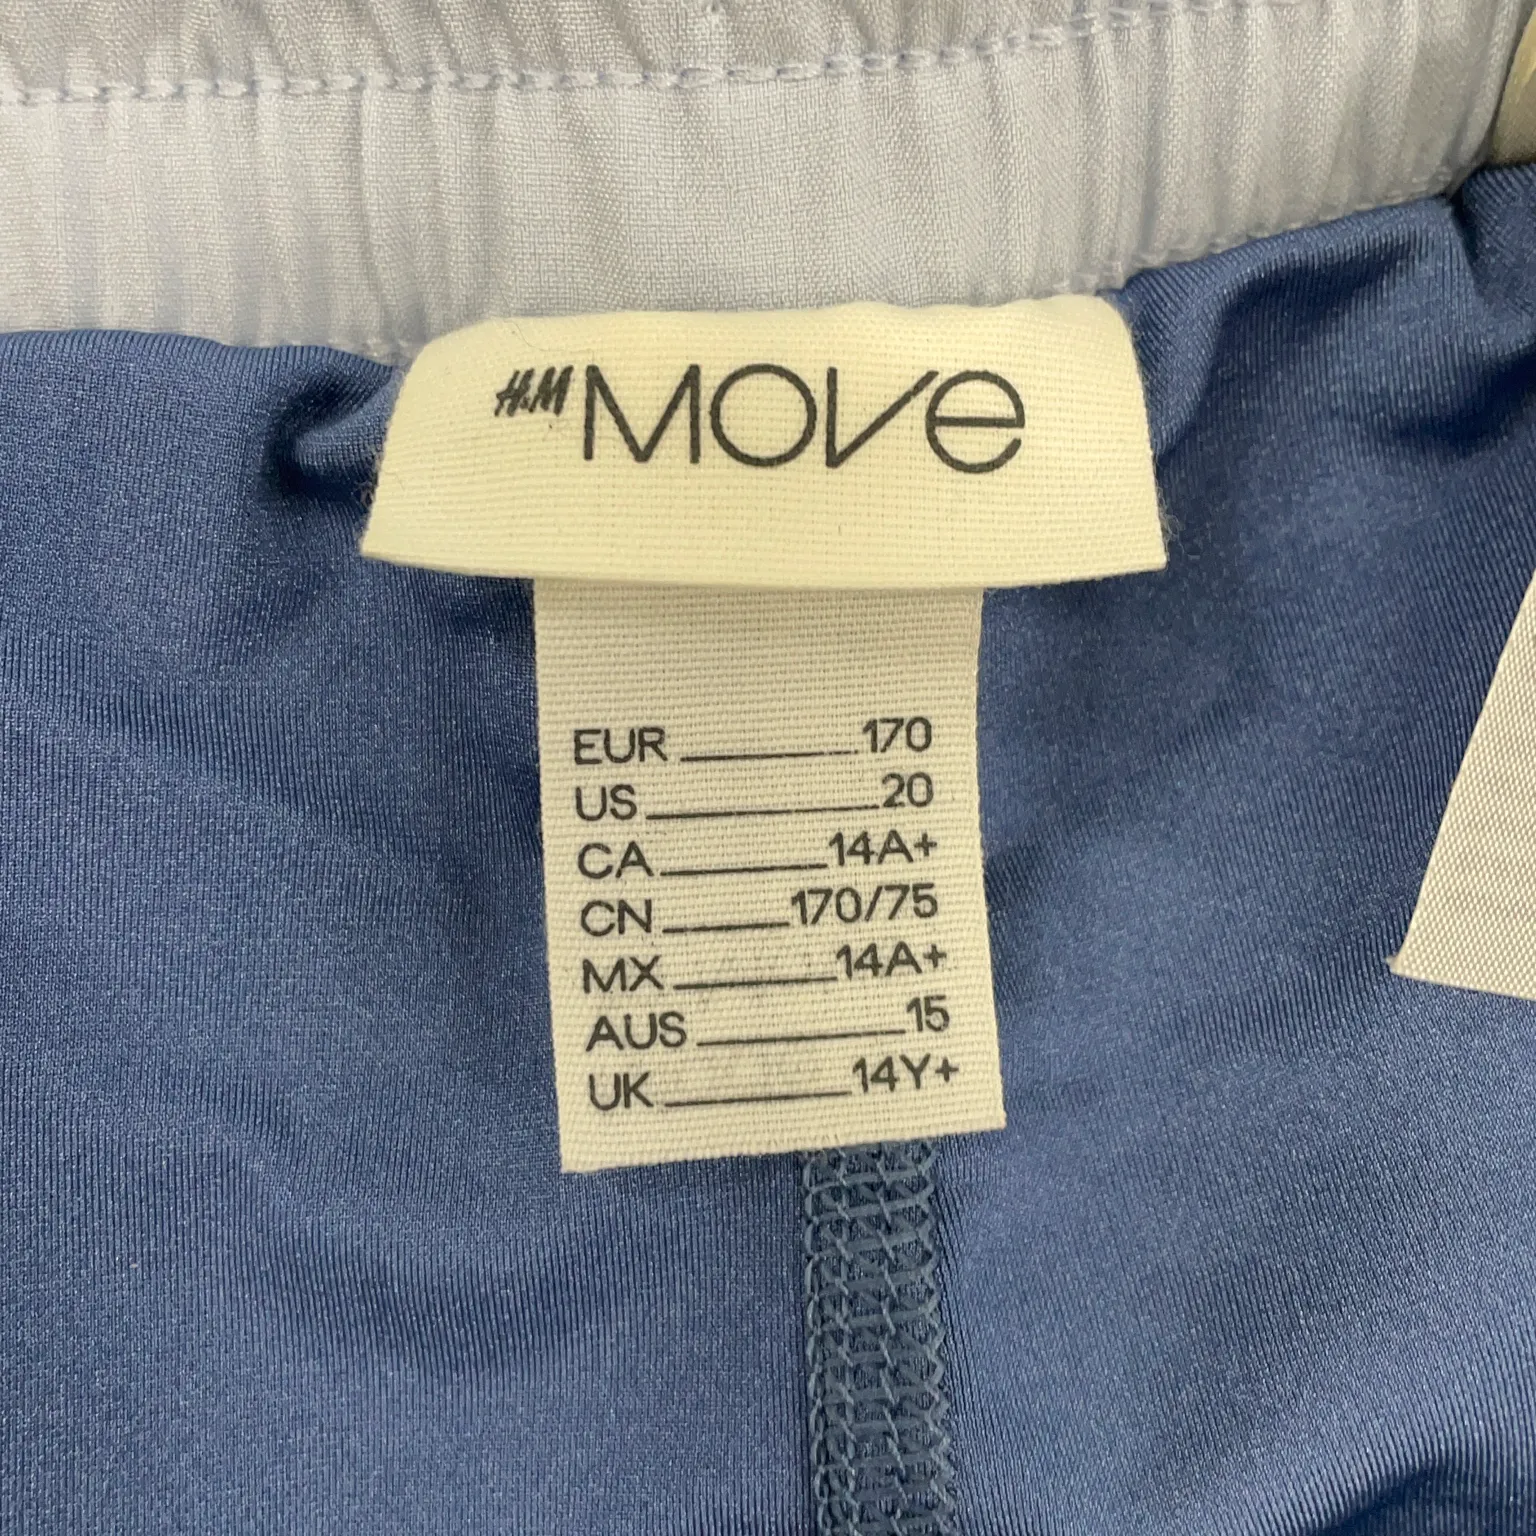 H&M MOVE
EUR 170
US 20
CA 14A+
CN 170/75
MX 14A+
AUS 15
UK 14Y+